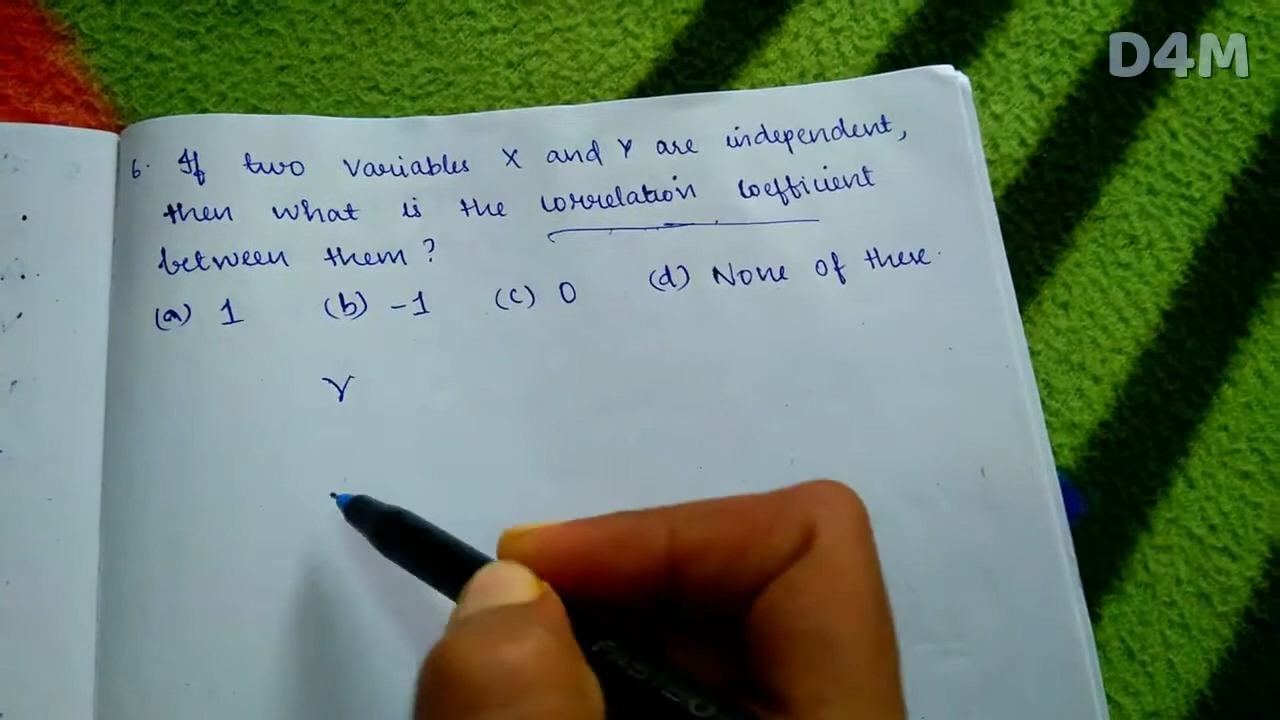 D4M
6. If two variables X and Y are independent,
then what is the correlation coefficient
between them?
(a) 1 (b) -1 (c) 0 (d) None of these.
r